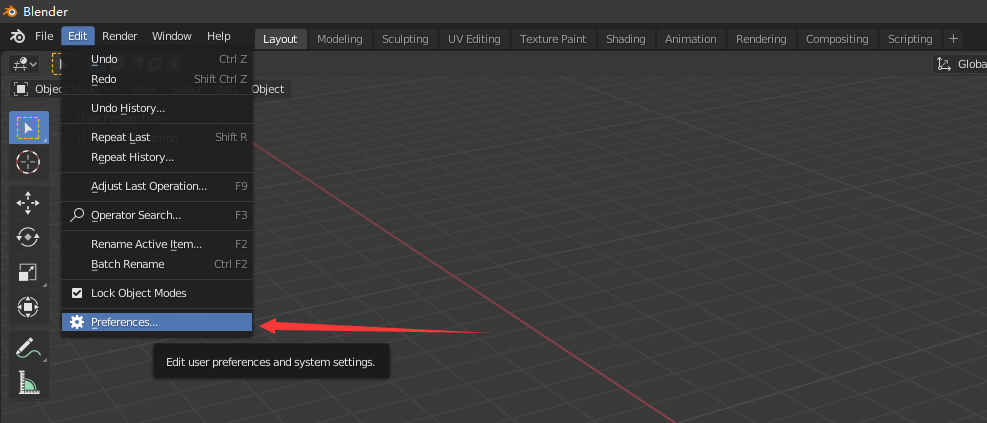 Blender
File Edit Render Window Help Layout Modeling Sculpting UV Editing Texture Paint Shading Animation Rendering Compositing Scripting +
Undo Ctrl Z
Globa
Redo Shift Ctrl Z
Object
Undo History...
Repeat Last Shift R
Repeat History...
Adjust Last Operation... F9
Operator Search... F3
Rename Active Item... F2
Batch Rename Ctrl F2
Lock Object Modes
Preferences...
Edit user preferences and system settings.